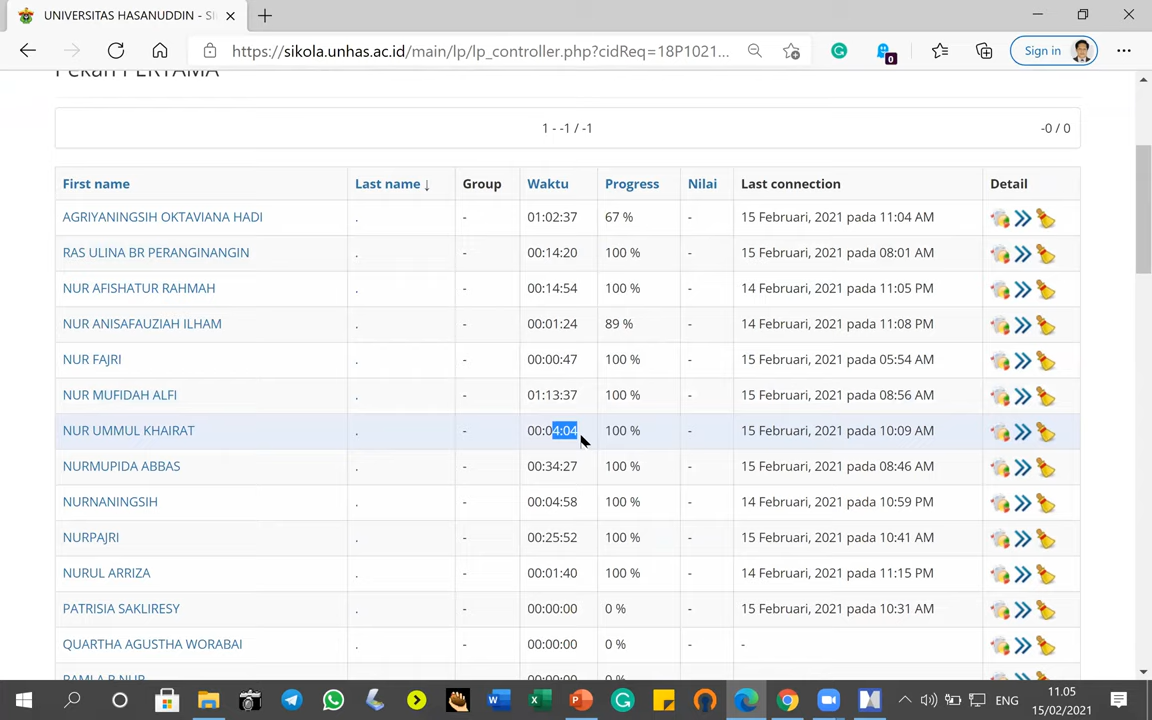 UNIVERSITAS HASANUDDIN - SI
https://sikola.unhas.ac.id/main/lp/lp_controller.php?cidReq=18P1021...
0
Sign in
Pekan PERTAMA
1 - -1 / -1 -0 / 0
First name Last name ↓ Group Waktu Progress Nilai Last connection Detail
AGRIYANINGSIH OKTAVIANA HADI . - 01:02:37 67 % - 15 Februari, 2021 pada 11:04 AM
RAS ULINA BR PERANGINANGIN . - 00:14:20 100 % - 15 Februari, 2021 pada 08:01 AM
NUR AFISHATUR RAHMAH . - 00:14:54 100 % - 14 Februari, 2021 pada 11:05 PM
NUR ANISAFAUZIAH ILHAM . - 00:01:24 89 % - 14 Februari, 2021 pada 11:08 PM
NUR FAJRI . - 00:00:47 100 % - 15 Februari, 2021 pada 05:54 AM
NUR MUFIDAH ALFI . - 01:13:37 100 % - 15 Februari, 2021 pada 08:56 AM
NUR UMMUL KHAIRAT . - 00:04:04 100 % - 15 Februari, 2021 pada 10:09 AM
NURMUPIDA ABBAS . - 00:34:27 100 % - 15 Februari, 2021 pada 08:46 AM
NURNANINGSIH . - 00:04:58 100 % - 14 Februari, 2021 pada 10:59 PM
NURPAJRI . - 00:25:52 100 % - 15 Februari, 2021 pada 10:41 AM
NURUL ARRIZA . - 00:01:40 100 % - 14 Februari, 2021 pada 11:15 PM
PATRISIA SAKLIRESY . - 00:00:00 0 % - 15 Februari, 2021 pada 10:31 AM
QUARTHA AGUSTHA WORABAI . - 00:00:00 0 % - -
ENG
11.05
15/02/2021